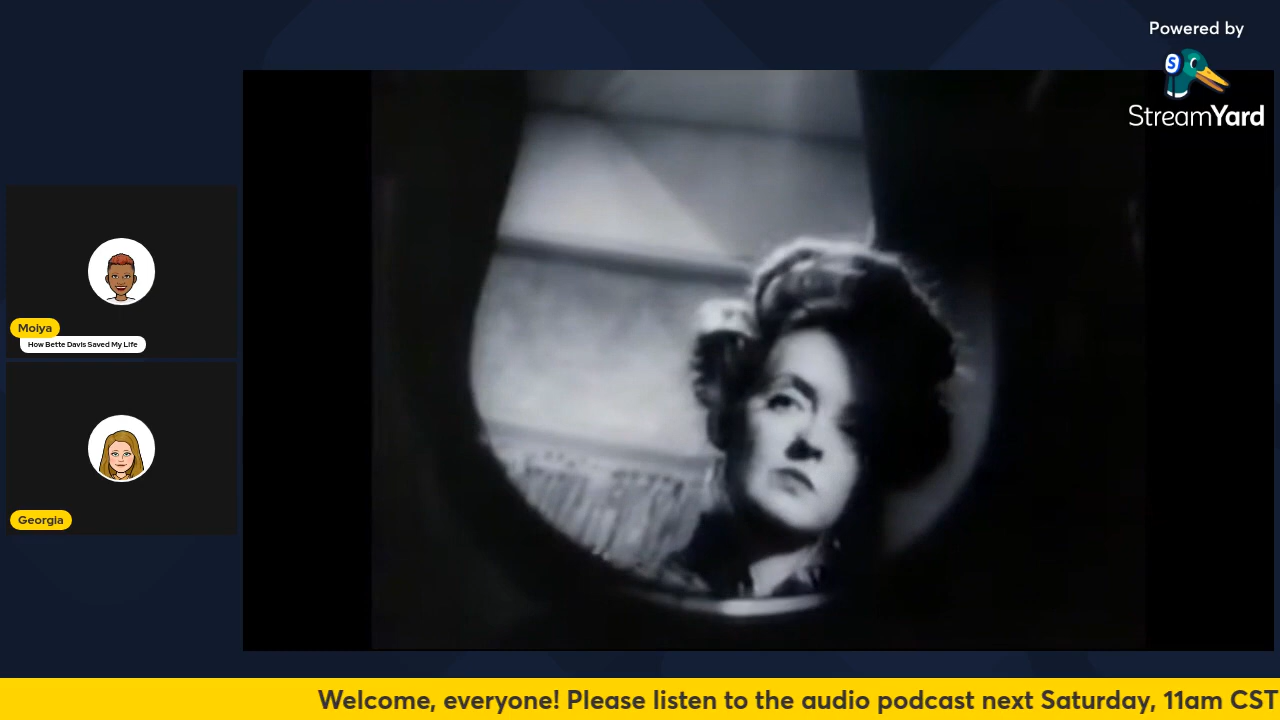 Powered by
S
StreamYard
Moiya
How Bette Davis Saved My Life
Georgia
Welcome, everyone! Please listen to the audio podcast next Saturday, 11am CST